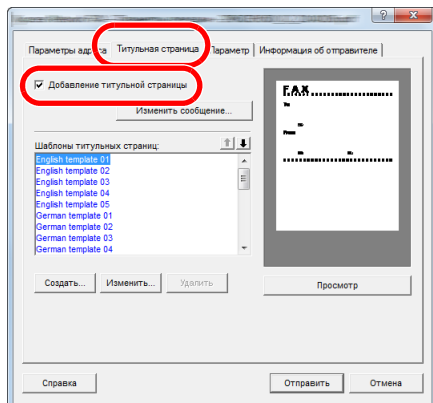 Параметры адреса Титульная страница Параметр Информация об отправителе
Добавление титульной страницы
Изменить сообщение...
Шаблоны титульных страниц:
English template 01
English template 02
English template 03
English template 04
English template 05
German template 01
German template 02
German template 03
German template 04
Создать... Изменить... Удалить
FAX
To:
From:
Просмотр
Справка Отправить Отмена